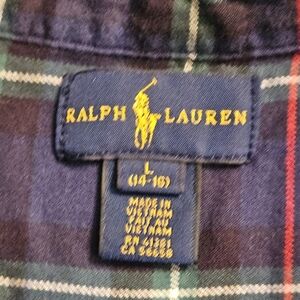 RALPH LAUREN
L
(14-16)
MADE IN
VIETNAM
FAIT AU
VIETNAM
RN 41381
CA 56658